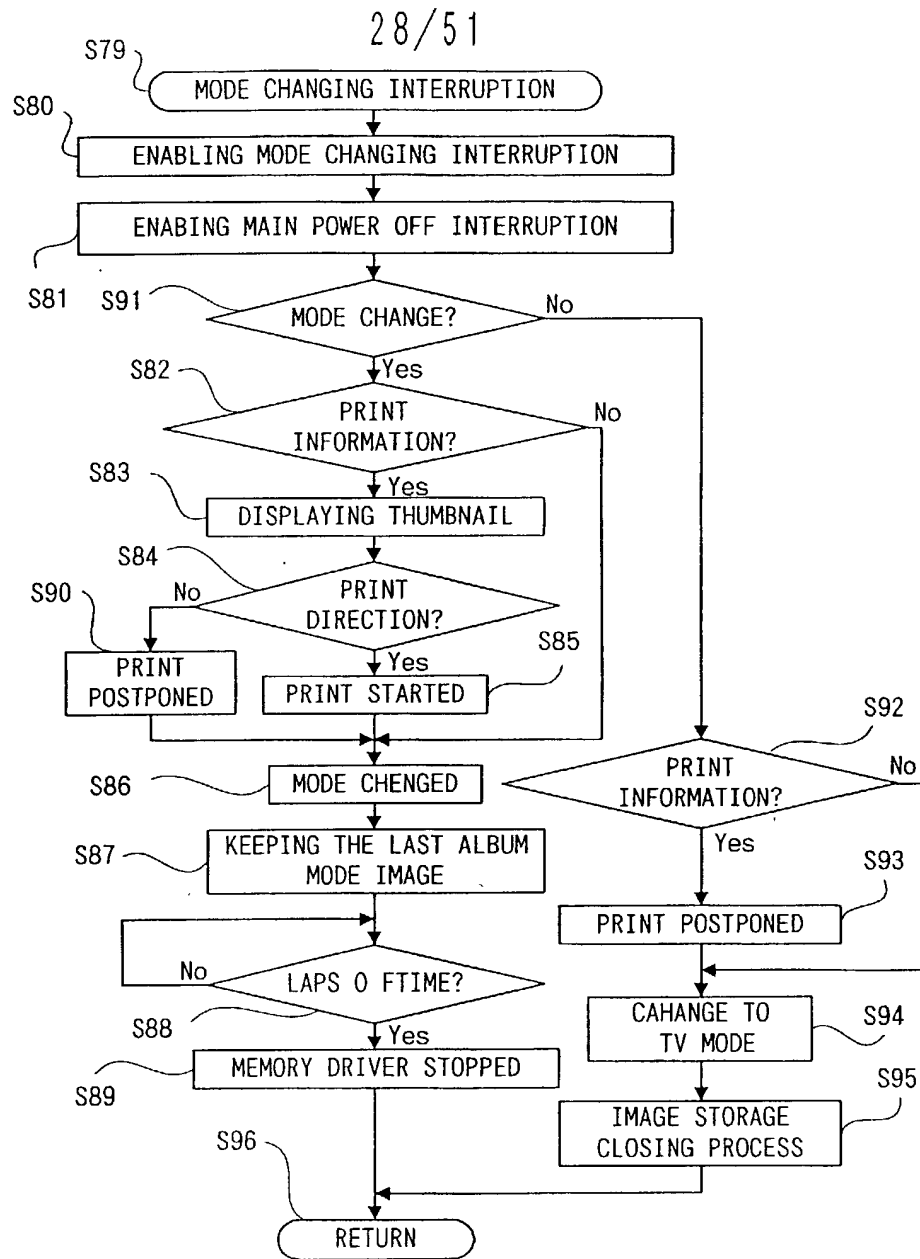 28/51
S79
MODE CHANGING INTERRUPTION
S80
ENABLING MODE CHANGING INTERRUPTION
ENABING MAIN POWER OFF INTERRUPTION
S81
S91
MODE CHANGE?
No
Yes
S82
PRINT
INFORMATION?
No
Yes
S83
DISPLAYING THUMBNAIL
S84
PRINT
DIRECTION?
No
S90
Yes
S85
PRINT
POSTPONED
PRINT STARTED
S92
PRINT
INFORMATION?
No
Yes
S86
MODE CHENGED
S87
KEEPING THE LAST ALBUM
MODE IMAGE
S93
PRINT POSTPONED
No
LAPS O FTIME?
S88
Yes
CAHANGE TO
TV MODE
S94
MEMORY DRIVER STOPPED
S89
IMAGE STORAGE
CLOSING PROCESS
S95
S96
RETURN